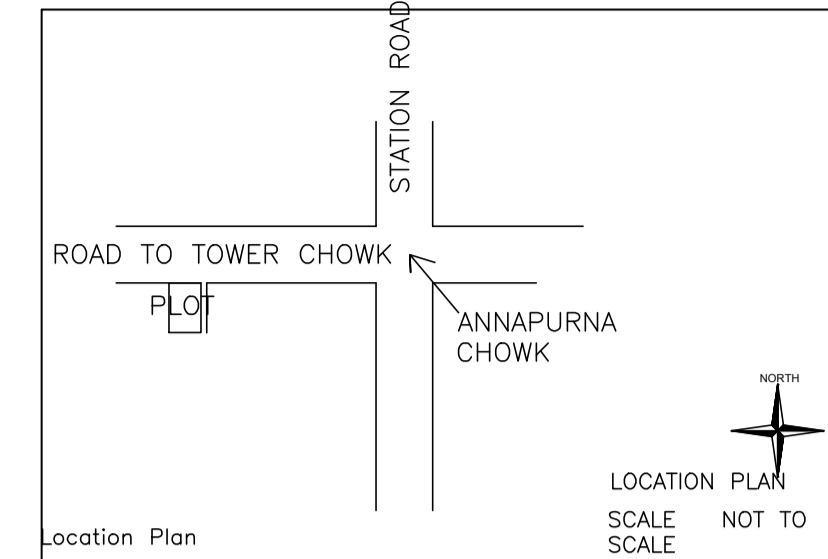 STATION ROAD
ROAD TO TOWER CHOWK
PLOT
ANNAPURNA
CHOWK
NORTH
LOCATION PLAN
SCALE NOT TO
SCALE
Location Plan